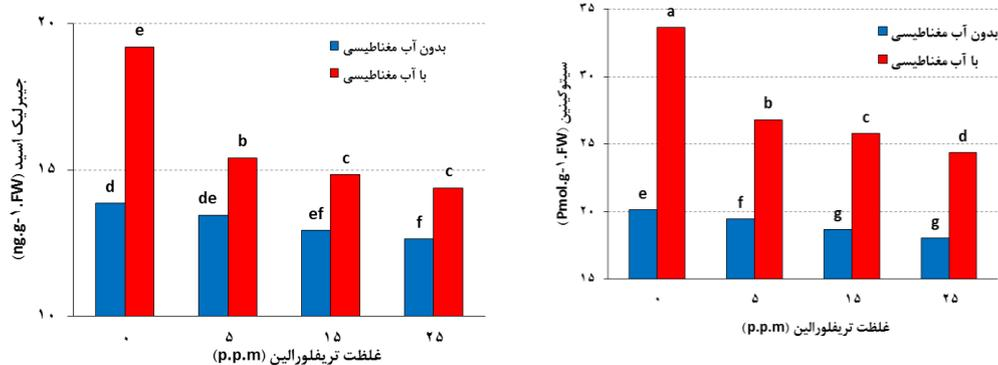 ۲۰
۱۵
۱۰
جیبرلیک اسید (ng.g-۱.FW)
بدون آب مغناطیسی
با آب مغناطیسی
e
b
c
c
d
de
ef
f
۰ ۵ ۱۵ ۲۵
غلظت تریفلورالین (p.p.m)
۳۵
۳۰
۲۵
۲۰
۱۵
سیتوکینین (Pmol.g-۱.FW)
بدون آب مغناطیسی
با آب مغناطیسی
a
b
c
d
e
f
g
g
۰ ۵ ۱۵ ۲۵
غلظت تریفلورالین (p.p.m)